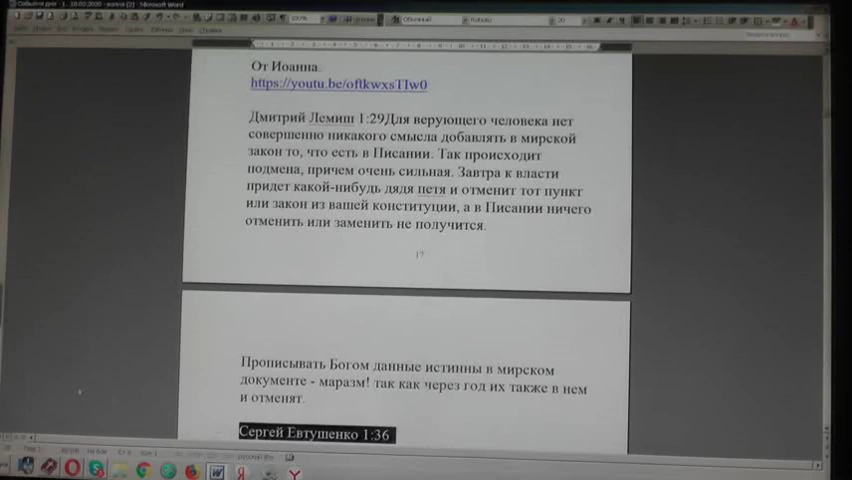 От Иоанна.
https://youtu.be/oftkwxsTIw0
Дмитрий Лемиш 1:29Для верующего человека нет
совершенно никакого смысла добавлять в мирской
закон то, что есть в Писании. Так происходит
подмена, причем очень сильная. Завтра к власти
придет какой-нибудь дядя петя и отменит тот пункт
или закон из вашей конституции, а в Писании ничего
отменить или заменить не получится.
17
Прописывать Богом данные истинны в мирском
документе - маразм! так как через год их также в нем
и отменят.
Сергей Евтушенко 1:36